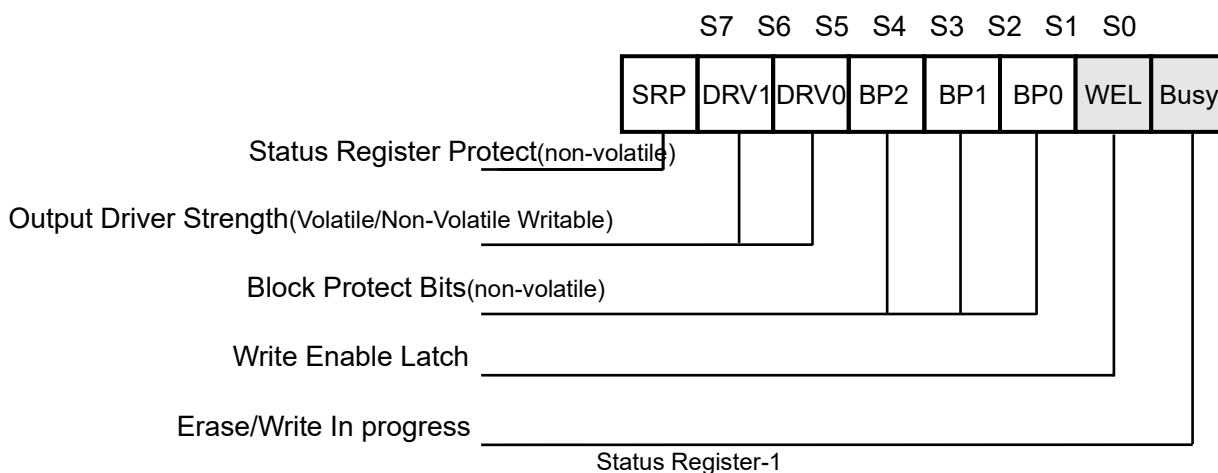 S7 S6 S5 S4 S3 S2 S1 S0
SRP DRV1 DRV0 BP2 BP1 BP0 WEL Busy
Status Register Protect(non-volatile)
Output Driver Strength(Volatile/Non-Volatile Writable)
Block Protect Bits(non-volatile)
Write Enable Latch
Erase/Write In progress
Status Register-1